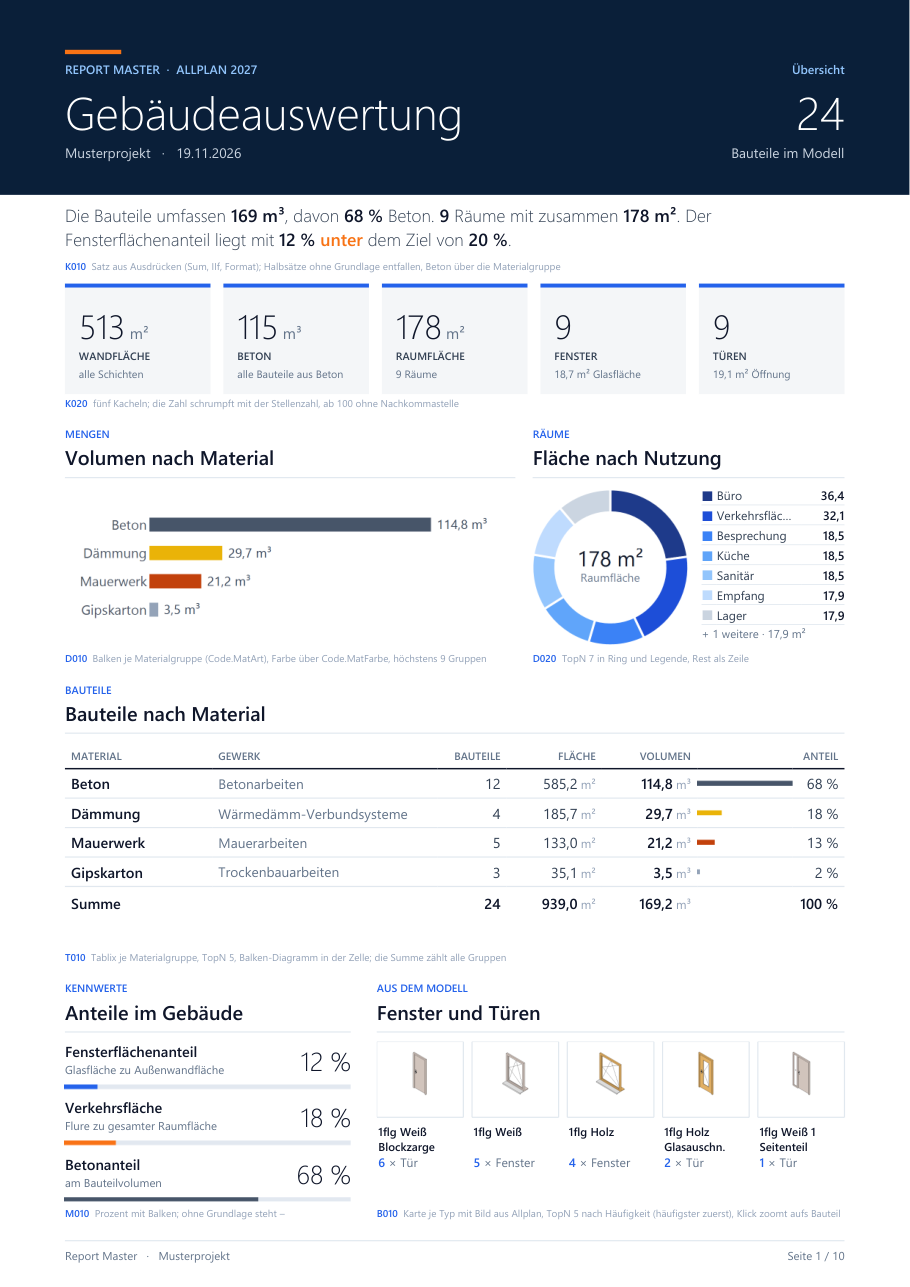 REPORT MASTER · ALLPLAN 2027
Übersicht
Gebäudeauswertung
24
Musterprojekt · 19.11.2026
Bauteile im Modell
Die Bauteile umfassen 169 m³, davon 68 % Beton. 9 Räume mit zusammen 178 m². Der
Fensterflächenanteil liegt mit 12 % unter dem Ziel von 20 %.
K010 Satz aus Ausdrücken (Sum, IIf, Format); Halbsätze ohne Grundlage entfallen, Beton über die Materialgruppe
513 m²
WANDFLÄCHE
alle Schichten
115 m³
BETON
alle Bauteile aus Beton
178 m²
RAUMFLÄCHE
9 Räume
9
FENSTER
18,7 m² Glasfläche
9
TÜREN
19,1 m² Öffnung
K020 fünf Kacheln; die Zahl schrumpft mit der Stellenzahl, ab 100 ohne Nachkommastelle
MENGEN
Volumen nach Material
Beton 114,8 m³
Dämmung 29,7 m³
Mauerwerk 21,2 m³
Gipskarton 3,5 m³
D010 Balken je Materialgruppe (Code.MatArt), Farbe über Code.MatFarbe, höchstens 9 Gruppen
RÄUME
Fläche nach Nutzung
178 m²
Raumfläche
Büro 36,4
Verkehrsfläc... 32,1
Besprechung 18,5
Küche 18,5
Sanitär 18,5
Empfang 17,9
Lager 17,9
+ 1 weitere · 17,9 m²
D020 TopN 7 in Ring und Legende, Rest als Zeile
BAUTEILE
Bauteile nach Material
MATERIAL GEWERK BAUTEILE FLÄCHE VOLUMEN ANTEIL
Beton Betonarbeiten 12 585,2 m² 114,8 m³ 68 %
Dämmung Wärmedämm-Verbundsysteme 4 185,7 m² 29,7 m³ 18 %
Mauerwerk Mauerarbeiten 5 133,0 m² 21,2 m³ 13 %
Gipskarton Trockenbauarbeiten 3 35,1 m² 3,5 m³ 2 %
Summe 24 939,0 m² 169,2 m³ 100 %
T010 Tablix je Materialgruppe, TopN 5, Balken-Diagramm in der Zelle; die Summe zählt alle Gruppen
KENNWERTE
Anteile im Gebäude
Fensterflächenanteil
Glasfläche zu Außenwandfläche
12 %
Verkehrsfläche
Flure zu gesamter Raumfläche
18 %
Betonanteil
am Bauteilvolumen
68 %
M010 Prozent mit Balken; ohne Grundlage steht –
AUS DEM MODELL
Fenster und Türen
1flg Weiß
Blockzarge
6 × Tür
1flg Weiß
5 × Fenster
1flg Holz
4 × Fenster
1flg Holz
Glasauschn.
2 × Tür
1flg Weiß 1
Seitenteil
1 × Tür
B010 Karte je Typ mit Bild aus Allplan, TopN 5 nach Häufigkeit (häufigster zuerst), Klick zoomt aufs Bauteil
Report Master · Musterprojekt
Seite 1 / 10